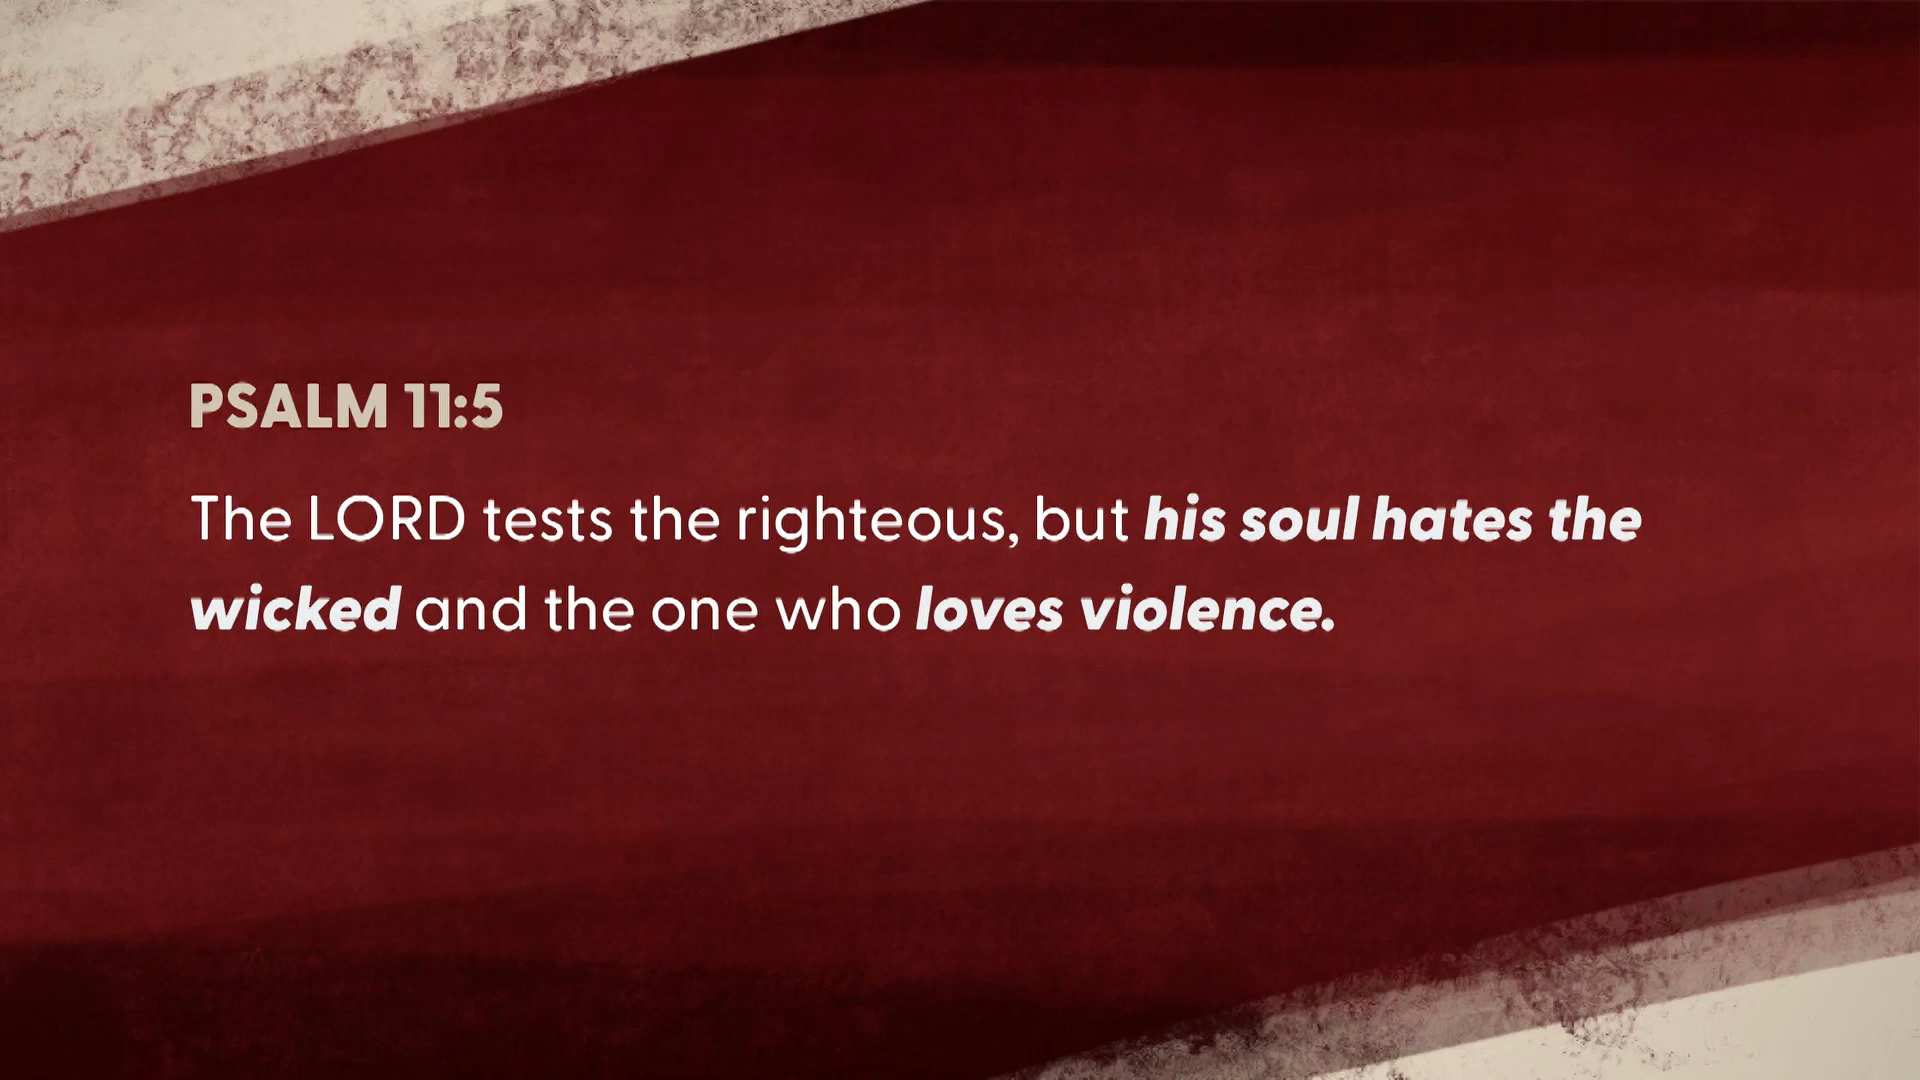 PSALM 11:5
The LORD tests the righteous, but his soul hates the
wicked and the one who loves violence.